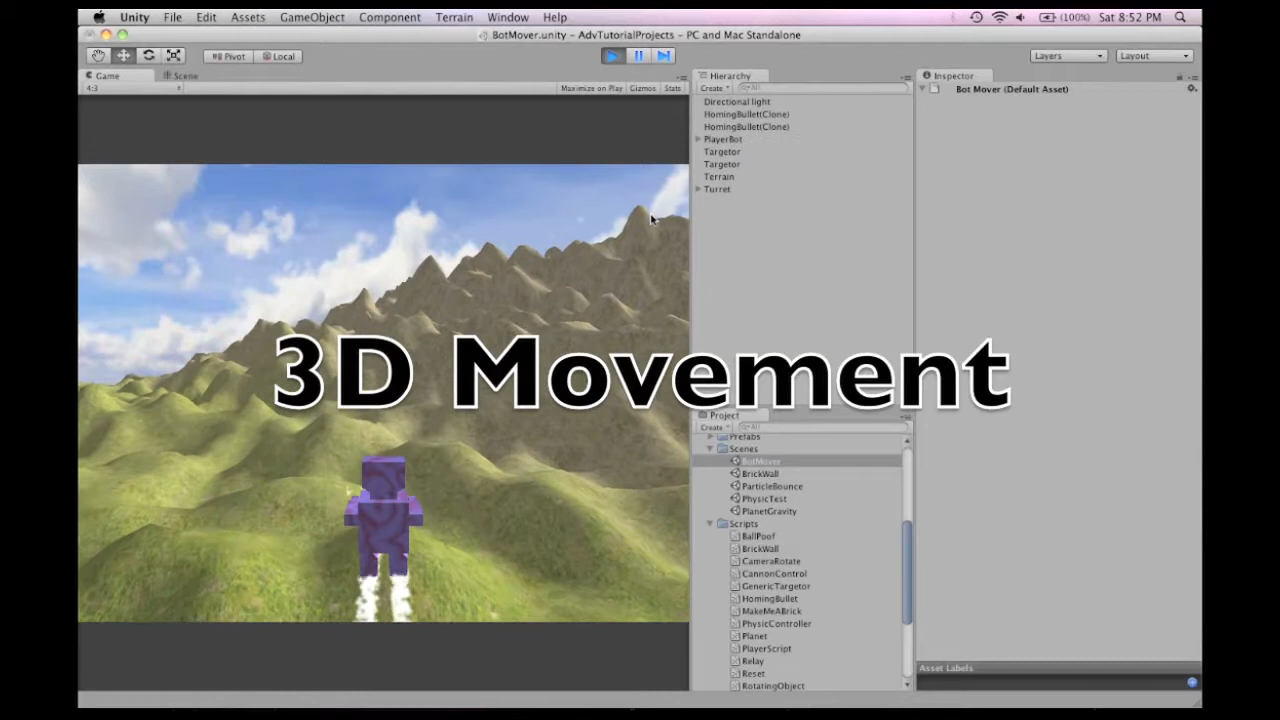 Unity File Edit Assets GameObject Component Terrain Window Help (100%) Sat 8:52 PM
BotMover.unity – AdvTutorialProjects – PC and Mac Standalone
Pivot Local Layers Layout
Game Scene
4:3 Maximize on Play Gizmos Stats
Hierarchy
Create All
Directional light
HomingBullet(Clone)
HomingBullet(Clone)
PlayerBot
Targetor
Targetor
Terrain
Turret
Inspector
Bot Mover (Default Asset)
3D Movement
Project
Create All
Prefabs
Scenes
BotMover
BrickWall
ParticleBounce
PhysicTest
PlanetGravity
Scripts
BallPoof
BrickWall
CameraRotate
CannonControl
GenericTargetor
HomingBullet
MakeMeABrick
PhysicController
Planet
PlayerScript
Relay
Reset
RotatingObject
Asset Labels